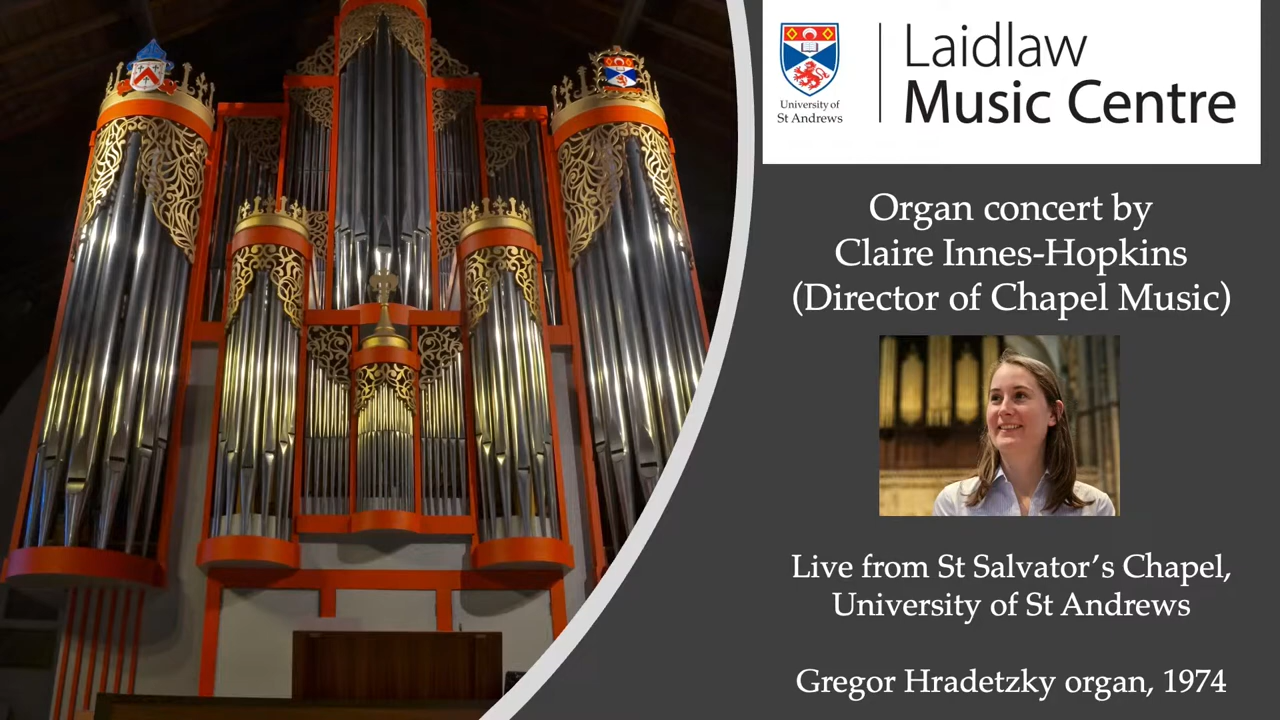 University of
St Andrews
Laidlaw
Music Centre
Organ concert by
Claire Innes-Hopkins
(Director of Chapel Music)
Live from St Salvator’s Chapel,
University of St Andrews
Gregor Hradetzky organ, 1974